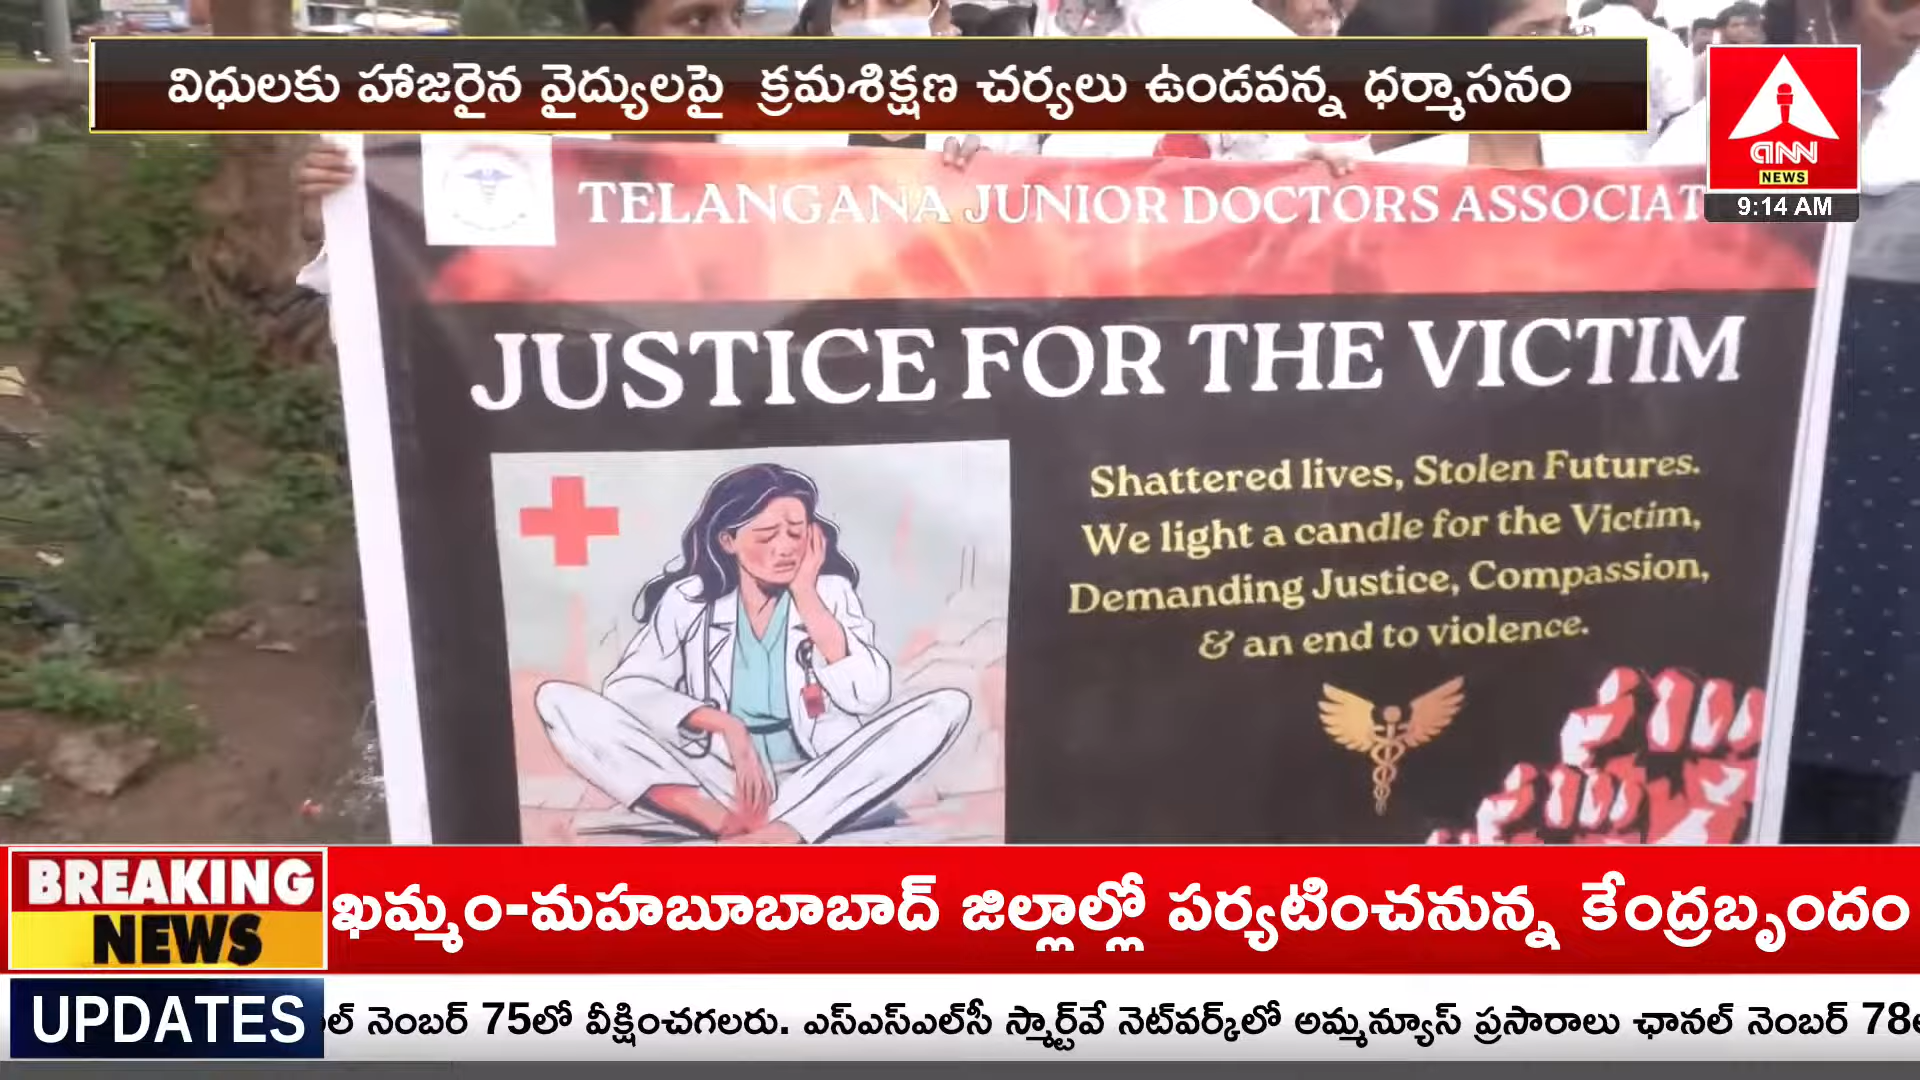 విధులకు హాజరైన వైద్యులపై క్రమశిక్షణ చర్యలు ఉండవన్న ధర్మాసనం
ANN
NEWS
9:14 AM
TELANGANA JUNIOR DOCTORS ASSOCIAT
JUSTICE FOR THE VICTIM
Shattered lives, Stolen Futures.
We light a candle for the Victim,
Demanding Justice, Compassion,
& an end to violence.
BREAKING
NEWS
ఖమ్మం-మహబూబాబాద్ జిల్లాల్లో పర్యటించనున్న కేంద్రబృందం
UPDATES
ల్ నెంబర్ 75లో వీక్షించగలరు. ఎస్ఎస్ఎల్‌సీ స్మార్ట్‌వే నెట్‌వర్క్‌లో అమ్మన్యూస్ ప్రసారాలు ఛానల్ నెంబర్ 78ల